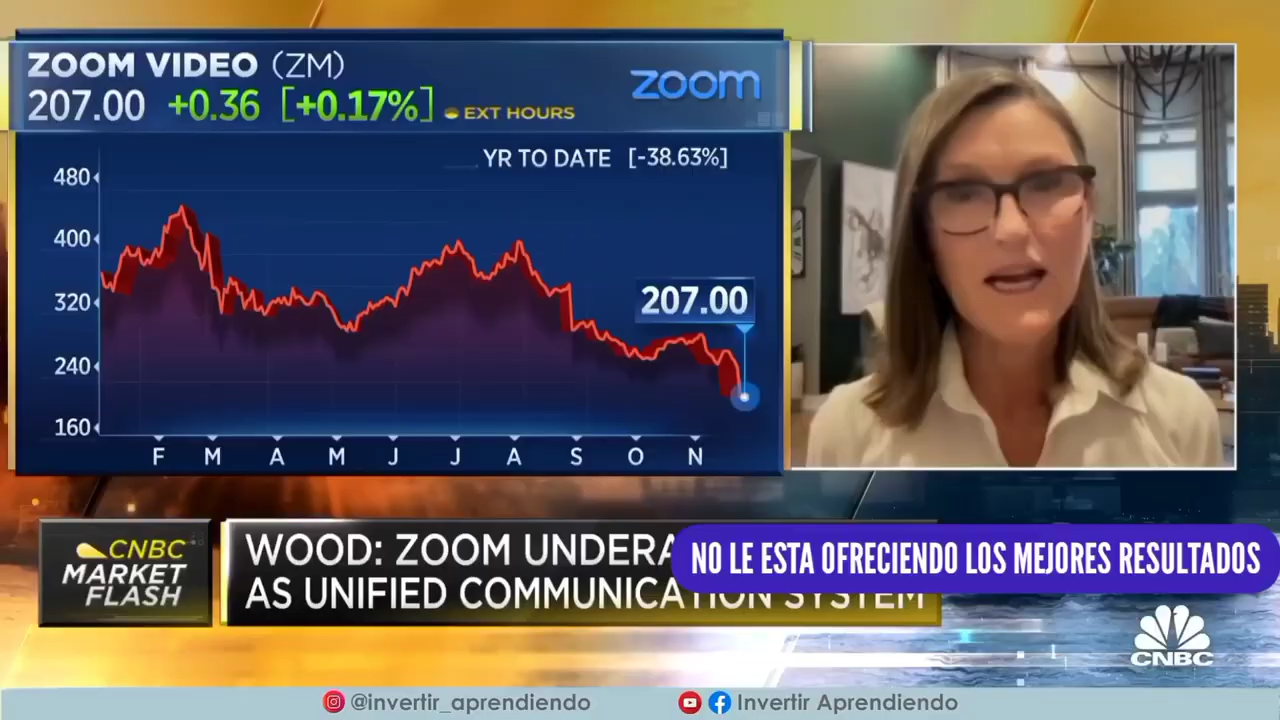 ZOOM VIDEO (ZM)
207.00 +0.36 [+0.17%] EXT HOURS
zoom
YR TO DATE [-38.63%]
480
400
320
240
160
207.00
F M A M J J A S O N
CNBC
MARKET
FLASH
WOOD: ZOOM UNDERA
AS UNIFIED COMMUNICATION SYSTEM
NO LE ESTA OFRECIENDO LOS MEJORES RESULTADOS
CNBC
@invertir_aprendiendo
Invertir Aprendiendo